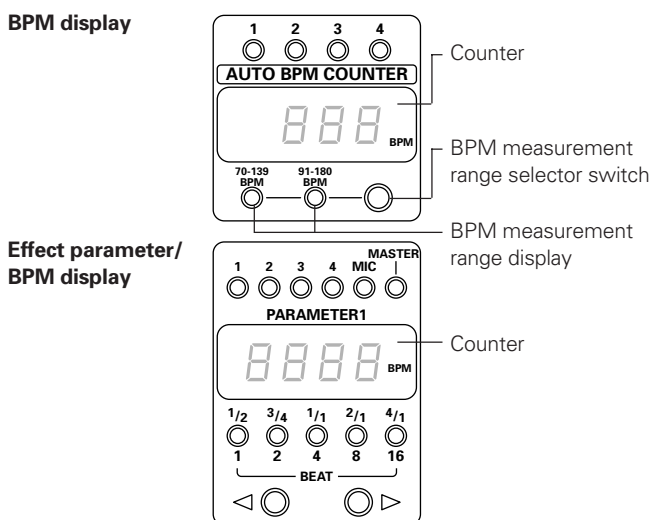 BPM display
1 2 3 4
AUTO BPM COUNTER
Counter
888
BPM
70-139
BPM
91-180
BPM
BPM measurement
range selector switch
BPM measurement
range display
Effect parameter/
BPM display
1 2 3 4 MIC MASTER
PARAMETER1
8888
BPM
Counter
1/2 3/4 1/1 2/1 4/1
1 2 4 8 16
BEAT